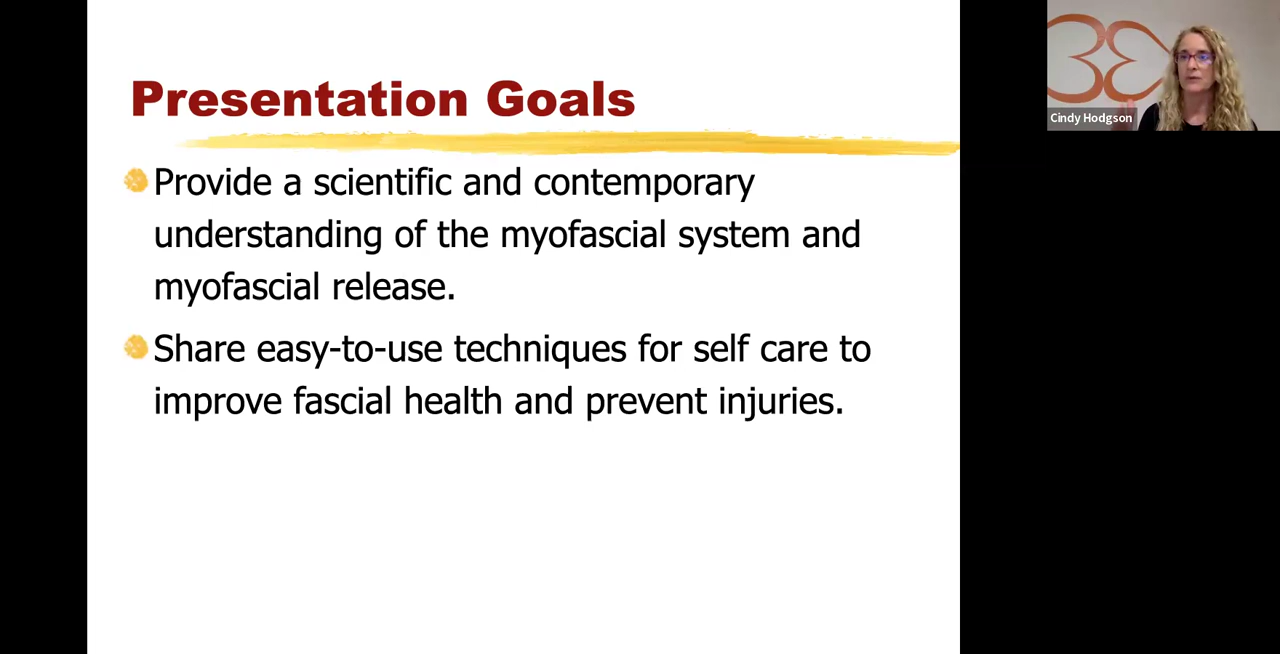 Presentation Goals
Provide a scientific and contemporary
understanding of the myofascial system and
myofascial release.
Share easy-to-use techniques for self care to
improve fascial health and prevent injuries.
Cindy Hodgson